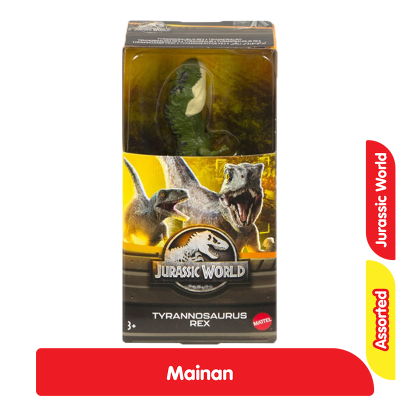 JURASSIC WORLD
TYRANNOSAURUS
REX
3+
MATTEL
Jurassic World
Assorted
Mainan